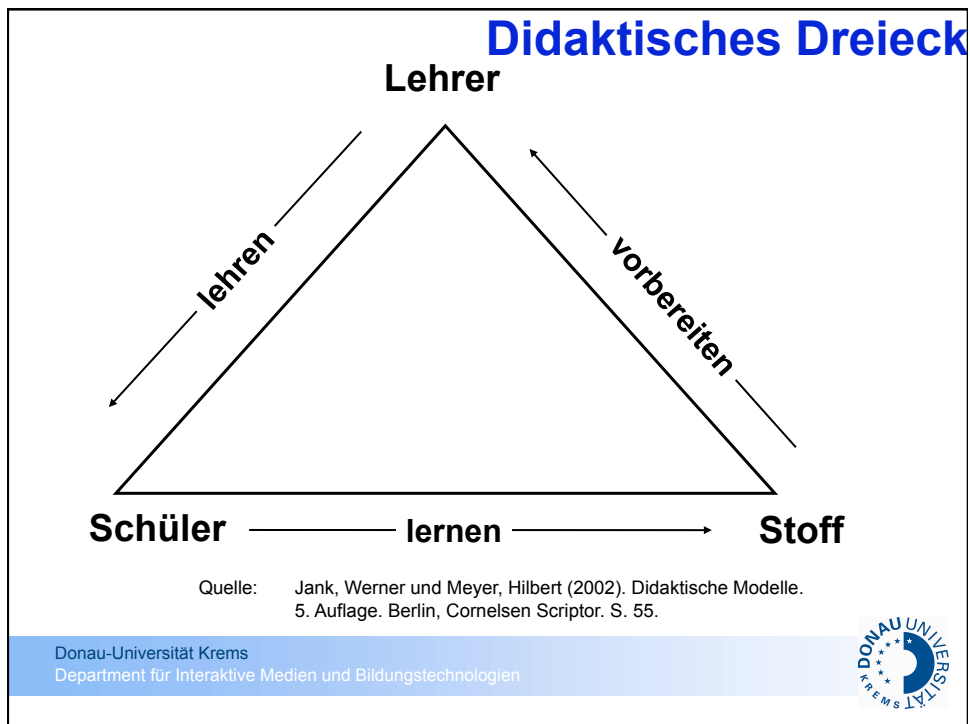 Didaktisches Dreieck
Lehrer
lehren
vorbereiten
Schüler
lernen
Stoff
Quelle: Jank, Werner und Meyer, Hilbert (2002). Didaktische Modelle.
5. Auflage. Berlin, Cornelsen Scriptor. S. 55.
Donau-Universität Krems
Department für Interaktive Medien und Bildungstechnologien
DONAU UNIVERSITÄT KREMS